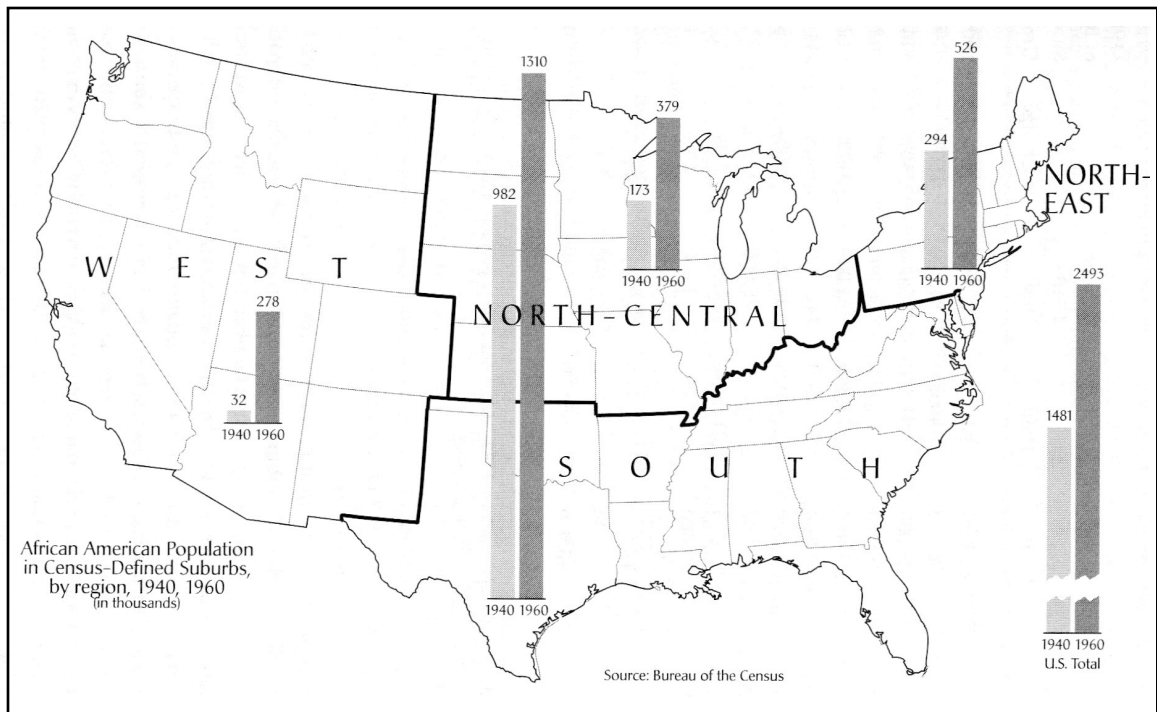 1310
526
379
294
NORTH-
EAST
982
173
1940 1960
1940 1960
WEST
2493
278
NORTH-CENTRAL
32
1940 1960
1481
SOUTH
African American Population
in Census-Defined Suburbs,
by region, 1940, 1960
(in thousands)
1940 1960
1940 1960
U.S. Total
Source: Bureau of the Census